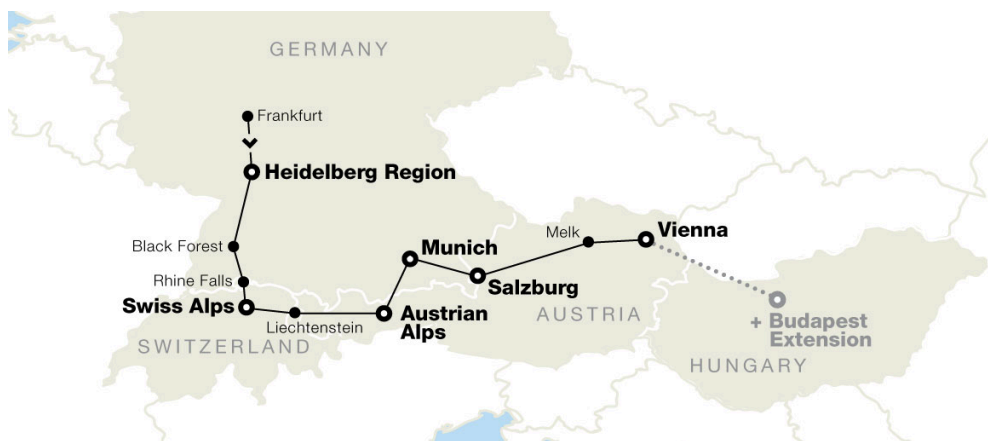 GERMANY
Frankfurt
Heidelberg Region
Black Forest
Rhine Falls
Swiss Alps
Liechtenstein
SWITZERLAND
Munich
Austrian
Alps
Salzburg
Melk
Vienna
AUSTRIA
+ Budapest
Extension
HUNGARY